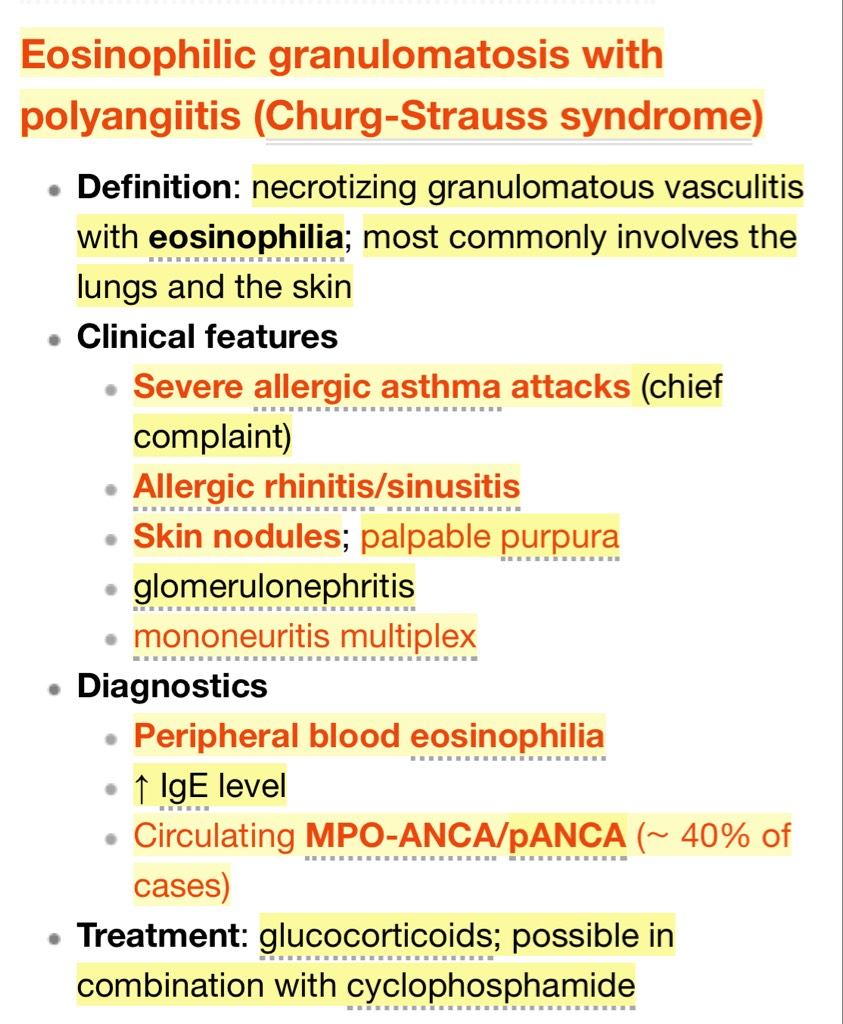 Eosinophilic granulomatosis with
polyangiitis (Churg-Strauss syndrome)
• Definition: necrotizing granulomatous vasculitis
with eosinophilia; most commonly involves the
lungs and the skin
• Clinical features
• Severe allergic asthma attacks (chief
complaint)
• Allergic rhinitis/sinusitis
• Skin nodules; palpable purpura
• glomerulonephritis
• mononeuritis multiplex
• Diagnostics
• Peripheral blood eosinophilia
• ↑ IgE level
• Circulating MPO-ANCA/pANCA (~ 40% of
cases)
• Treatment: glucocorticoids; possible in
combination with cyclophosphamide